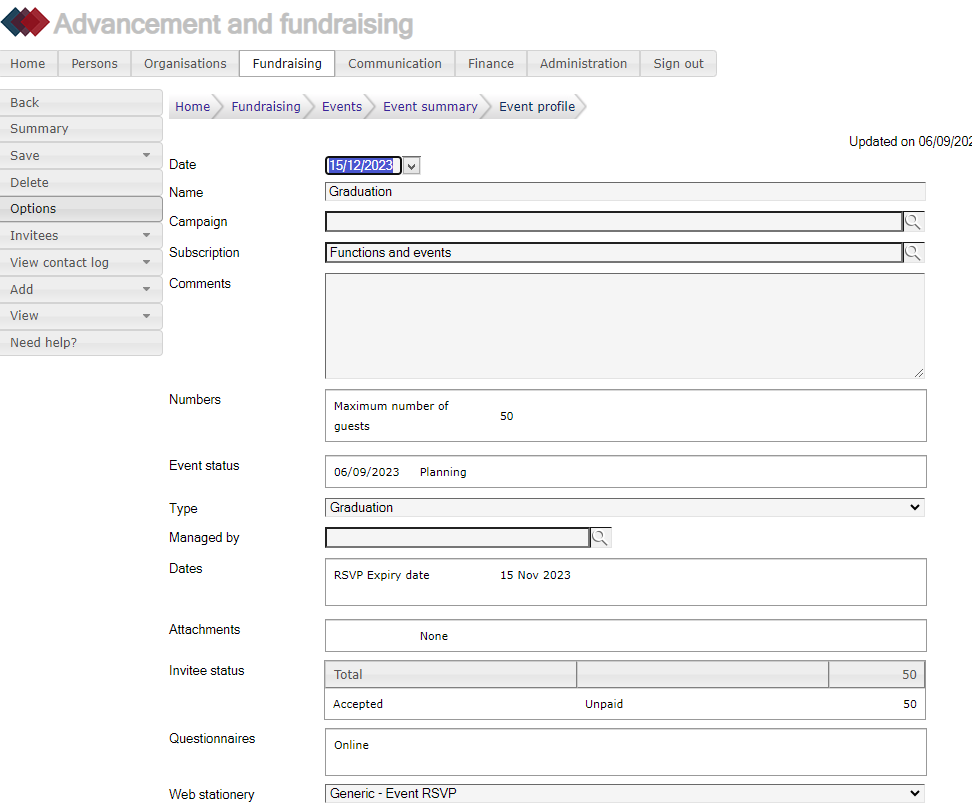 Advancement and fundraising
Home Persons Organisations Fundraising Communication Finance Administration Sign out
Back
Summary
Save
Delete
Options
Invitees
View contact log
Add
View
Need help?
Home Fundraising Events Event summary Event profile
Updated on 06/09/202
Date 15/12/2023
Name Graduation
Campaign
Subscription Functions and events
Comments
Numbers
Maximum number of
guests 50
Event status 06/09/2023 Planning
Type Graduation
Managed by
Dates RSVP Expiry date 15 Nov 2023
Attachments None
Invitee status Total 50
Accepted Unpaid 50
Questionnaires Online
Web stationery Generic - Event RSVP